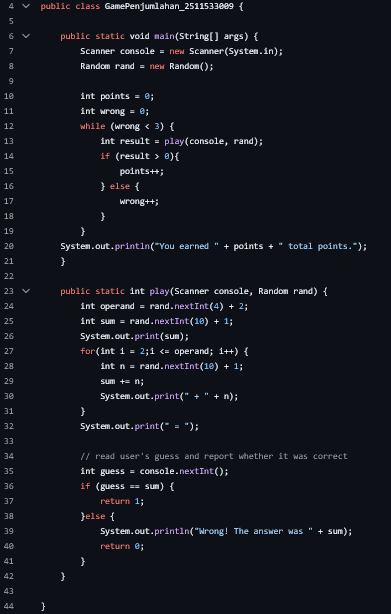 4 public class GamePenjumlahan_2511533009 {
5
6 public static void main(String[] args) {
7 Scanner console = new Scanner(System.in);
8 Random rand = new Random();
9
10 int points = 0;
11 int wrong = 0;
12 while (wrong < 3) {
13 int result = play(console, rand);
14 if (result > 0){
15 points++;
16 } else {
17 wrong++;
18 }
19 }
20 System.out.println("You earned " + points + " total points.");
21 }
22
23 public static int play(Scanner console, Random rand) {
24 int operand = rand.nextInt(4) + 2;
25 int sum = rand.nextInt(10) + 1;
26 System.out.print(sum);
27 for(int i = 2;i <= operand; i++) {
28 int n = rand.nextInt(10) + 1;
29 sum += n;
30 System.out.print(" + " + n);
31 }
32 System.out.print(" = ");
33
34 // read user's guess and report whether it was correct
35 int guess = console.nextInt();
36 if (guess == sum) {
37 return 1;
38 }else {
39 System.out.println("Wrong! The answer was " + sum);
40 return 0;
41 }
42 }
43
44 }